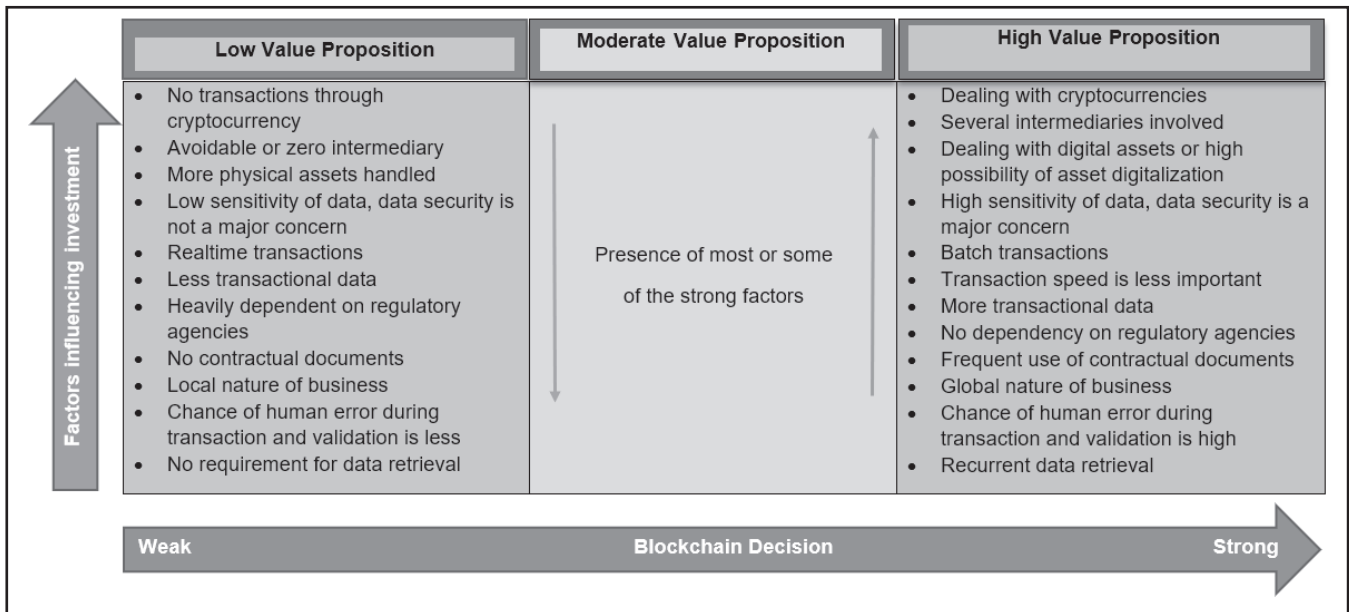 Low Value Proposition
Moderate Value Proposition
High Value Proposition
Factors influencing investment
• No transactions through
cryptocurrency
• Avoidable or zero intermediary
• More physical assets handled
• Low sensitivity of data, data security is
not a major concern
• Realtime transactions
• Less transactional data
• Heavily dependent on regulatory
agencies
• No contractual documents
• Local nature of business
• Chance of human error during
transaction and validation is less
• No requirement for data retrieval
Presence of most or some
of the strong factors
• Dealing with cryptocurrencies
• Several intermediaries involved
• Dealing with digital assets or high
possibility of asset digitalization
• High sensitivity of data, data security is a
major concern
• Batch transactions
• Transaction speed is less important
• More transactional data
• No dependency on regulatory agencies
• Frequent use of contractual documents
• Global nature of business
• Chance of human error during
transaction and validation is high
• Recurrent data retrieval
Weak Blockchain Decision Strong